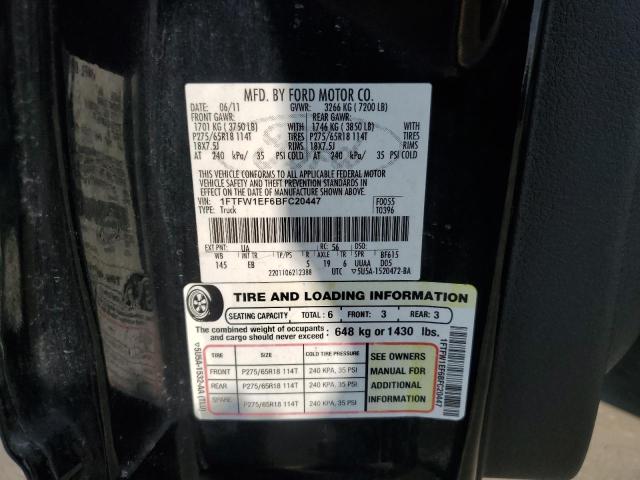 MFD. BY FORD MOTOR CO.
DATE: 06/11 GVWR: 3266 KG ( 7200 LB)
FRONT GAWR: REAR GAWR:
1701 KG ( 3750 LB) WITH 1746 KG ( 3850 LB) WITH
P275/65R18 114T TIRES P275/65R18 114T TIRES
18X7.5J RIMS 18X7.5J RIMS
AT 240 kPa/ 35 PSI COLD AT 240 kPa/ 35 PSI COLD
THIS VEHICLE CONFORMS TO ALL APPLICABLE FEDERAL MOTOR
VEHICLE SAFETY AND THEFT PREVENTION STANDARDS IN
EFFECT ON THE DATE OF MANUFACTURE SHOWN ABOVE.
VIN: 1FTFW1EF6BFC20447 F0055
TYPE: Truck T0396
EXT PNT: UA RC: 56 DSO:
WB INT TR TP/PS R AXLE TR SPR BF615
145 EB 5 19 6 UUAA D05
2201106212388 UTC ▽5U5A-1520472-BA
TIRE AND LOADING INFORMATION
SEATING CAPACITY TOTAL: 6 FRONT: 3 REAR: 3
The combined weight of occupants and cargo should never exceed: 648 kg or 1430 lbs.
TIRE SIZE COLD TIRE PRESSURE
FRONT P275/65R18 114T 240 KPA, 35 PSI
REAR P275/65R18 114T 240 KPA, 35 PSI
SPARE P275/65R18 114T 240 KPA, 35 PSI
SEE OWNERS
MANUAL FOR
ADDITIONAL
INFORMATION
1FTFW1EF6BFC20447